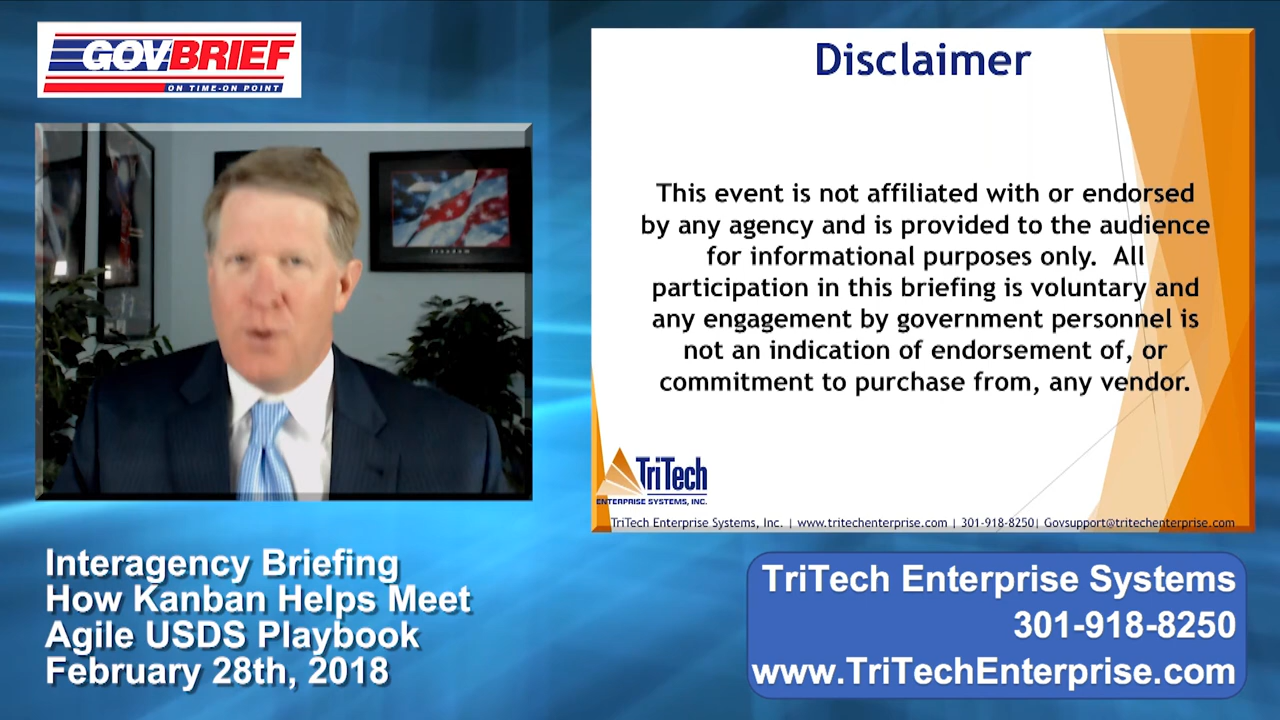 GOVBRIEF
ON TIME-ON POINT
freedom
Interagency Briefing
How Kanban Helps Meet
Agile USDS Playbook
February 28th, 2018
Disclaimer
This event is not affiliated with or endorsed
by any agency and is provided to the audience
for informational purposes only.  All
participation in this briefing is voluntary and
any engagement by government personnel is
not an indication of endorsement of, or
commitment to purchase from, any vendor.
TriTech
ENTERPRISE SYSTEMS, INC.
TriTech Enterprise Systems, Inc. | www.tritechenterprise.com | 301-918-8250| Govsupport@tritechenterprise.com
TriTech Enterprise Systems
301-918-8250
www.TriTechEnterprise.com